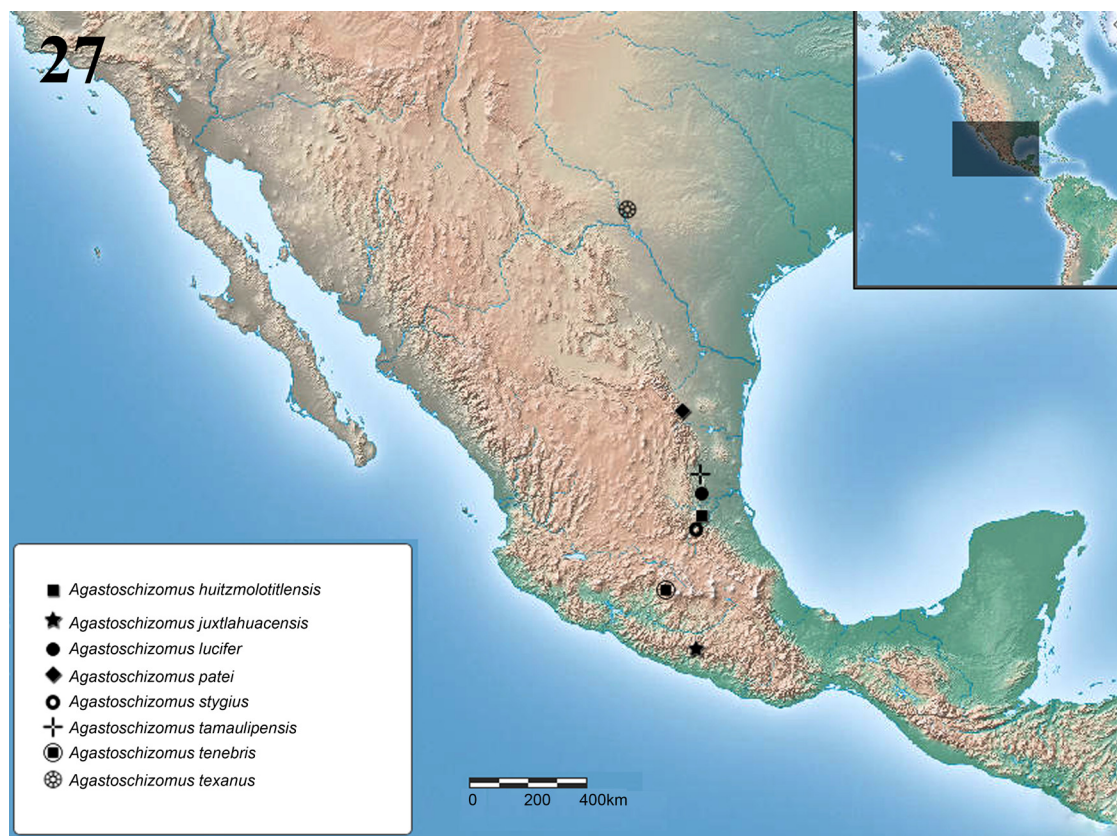 27
Agastoschizomus huitzmolotitlensis
Agastoschizomus juxtlahuacensis
Agastoschizomus lucifer
Agastoschizomus patei
Agastoschizomus stygius
Agastoschizomus tamaulipensis
Agastoschizomus tenebris
Agastoschizomus texanus
0 200 400km